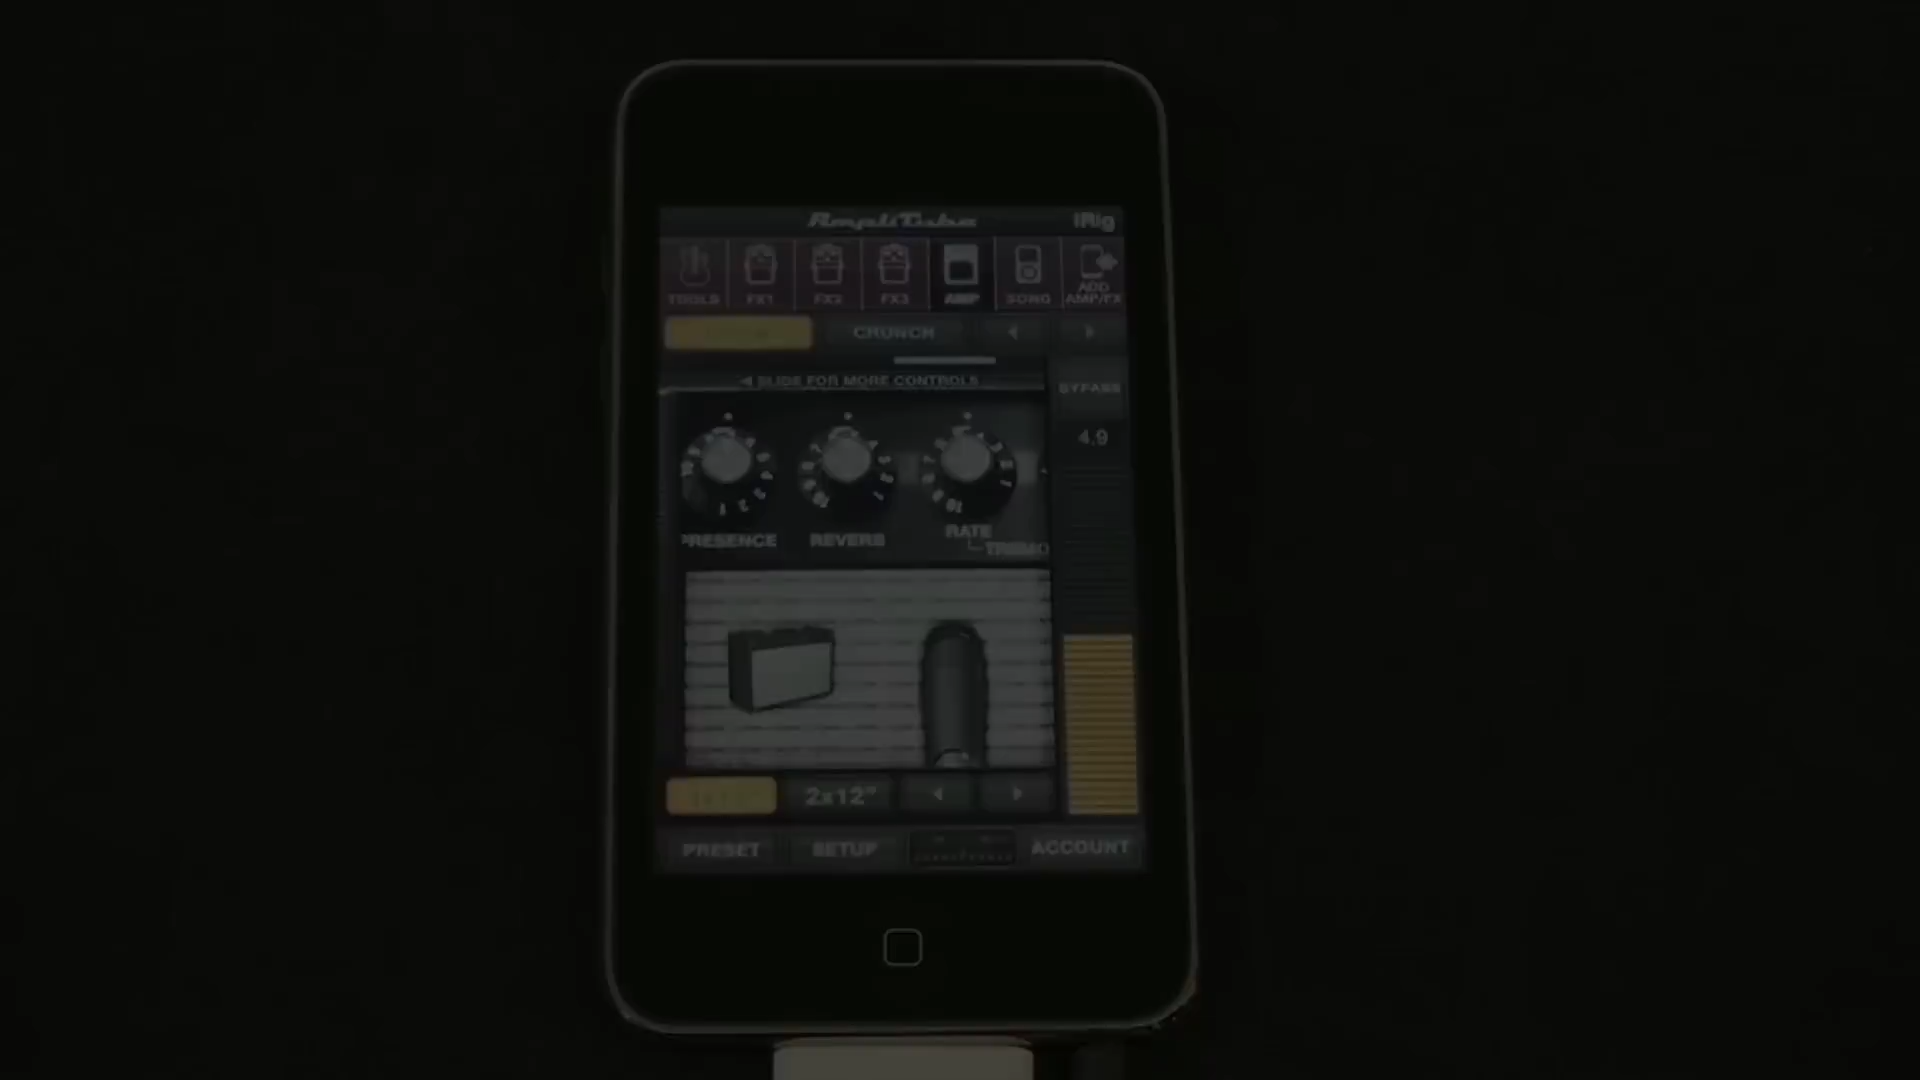 AmpliTube iRig
TOOLS FX1 FX2 FX3 AMP SONG ADD AMP/FX
CRUNCH
SLIDE FOR MORE CONTROLS
BYPASS
4.9
PRESENCE REVERB RATE
2x12"
PRESET SETUP ACCOUNT